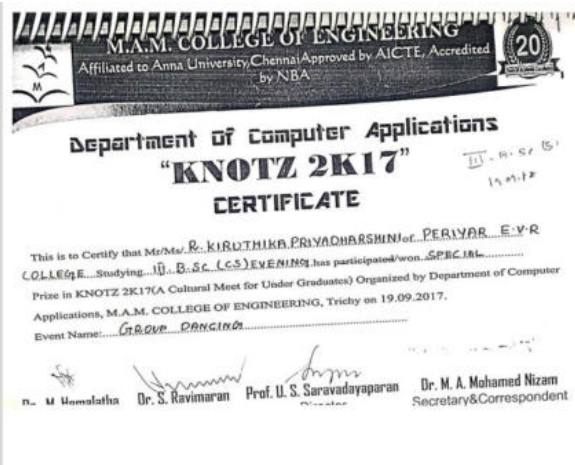 M.A.M. COLLEGE OF ENGINEERING
Affiliated to Anna University, Chennai Approved by AICTE, Accredited
by NBA
20
M
Department Of Computer Applications
"KNOTZ 2K17"
CERTIFICATE
III - B.Sc
This is to Certify that Mr/Ms. R. KIRUTHIKA PRIYADHARSHINI of PERIYAR E.V.R
COLLEGE Studying III. B.SC (CS) EVENING has participated/won SPECIAL
Prize in KNOTZ 2K17(A Cultural Meet for Under Graduates) Organized by Department of Computer
Applications, M.A.M. COLLEGE OF ENGINEERING, Trichy on 19.09.2017.
Event Name: GROUP DANCING
Dr. M. Hemalatha Dr. S. Ravimaran Prof. U. S. Saravadayaparan Dr. M. A. Mohamed Nizam
Director Secretary&Correspondent